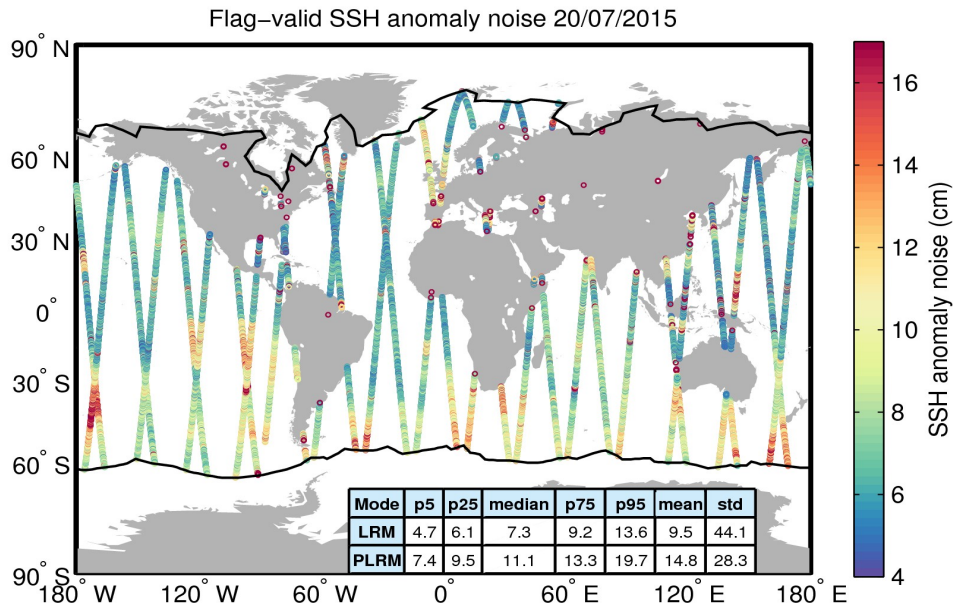 Flag−valid SSH anomaly noise 20/07/2015
90° N
60° N
30° N
0°
30° S
60° S
90° S
180° W
120° W
60° W
0°
60° E
120° E
180° E
16
14
12
10
8
6
4
SSH anomaly noise (cm)
Mode p5 p25 median p75 p95 mean std
LRM 4.7 6.1 7.3 9.2 13.6 9.5 44.1
PLRM 7.4 9.5 11.1 13.3 19.7 14.8 28.3